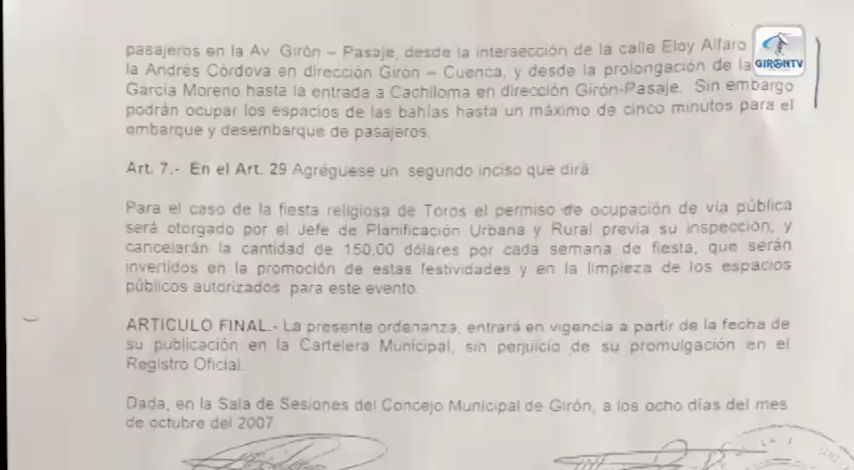 GIRONTV
pasajeros en la Av. Girón – Pasaje, desde la intersección de la calle Eloy Alfaro
la Andrés Córdova en dirección Girón – Cuenca, y desde la prolongación de la
García Moreno hasta la entrada a Cachiloma en dirección Girón-Pasaje. Sin embargo
podrán ocupar los espacios de las bahías hasta un máximo de cinco minutos para el
embarque y desembarque de pasajeros.
Art. 7.- En el Art. 29 Agréguese un segundo inciso que dirá
Para el caso de la fiesta religiosa de Toros el permiso de ocupación de vía pública
será otorgado por el Jefe de Planificación Urbana y Rural previa su inspección, y
cancelarán la cantidad de 150,00 dólares por cada semana de fiesta, que serán
invertidos en la promoción de estas festividades y en la limpieza de los espacios
públicos autorizados para este evento.
ARTICULO FINAL.- La presente ordenanza, entrará en vigencia a partir de la fecha de
su publicación en la Cartelera Municipal, sin perjuicio de su promulgación en el
Registro Oficial.
Dada, en la Sala de Sesiones del Concejo Municipal de Girón, a los ocho días del mes
de octubre del 2007.